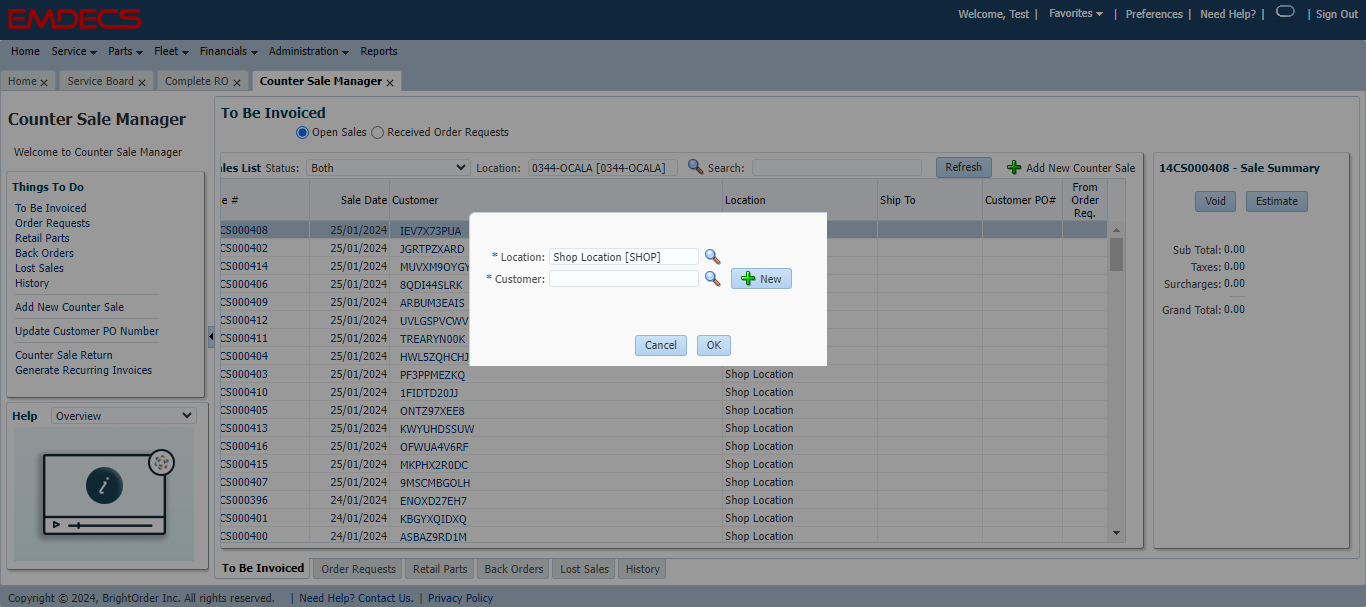 EMDECS
Welcome, Test | Favorites | Preferences | Need Help? | | Sign Out
Home Service Parts Fleet Financials Administration Reports
Home x Service Board x Complete RO x Counter Sale Manager x
Counter Sale Manager
Welcome to Counter Sale Manager
Things To Do
To Be Invoiced
Order Requests
Retail Parts
Back Orders
Lost Sales
History
Add New Counter Sale
Update Customer PO Number
Counter Sale Return
Generate Recurring Invoices
Help Overview
i
To Be Invoiced
Open Sales Received Order Requests
les List Status: Both Location: 0344-OCALA [0344-OCALA] Search: Refresh Add New Counter Sale
e # Sale Date Customer Location Ship To Customer PO# From Order Req.
CS000408 25/01/2024 IEV7X73PUA
CS000402 25/01/2024 JGRTPZXARD
CS000414 25/01/2024 MUVXM9OYGY
CS000406 25/01/2024 8QDI44SLRK
CS000409 25/01/2024 ARBUM3EAIS
CS000412 25/01/2024 UVLGSPVCWV
CS000411 25/01/2024 TREARYN00K
CS000404 25/01/2024 HWL5ZQHCHJ
CS000403 25/01/2024 PF3PPMEZKQ Shop Location
CS000410 25/01/2024 1FIDTD20JJ Shop Location
CS000405 25/01/2024 ONTZ97XEE8 Shop Location
CS000413 25/01/2024 KWYUHDSSUW Shop Location
CS000416 25/01/2024 OFWUA4V6RF Shop Location
CS000415 25/01/2024 MKPHX2R0DC Shop Location
CS000407 25/01/2024 9MSCMBGOLH Shop Location
CS000396 24/01/2024 ENOXD27EH7 Shop Location
CS000401 24/01/2024 KBGYXQIDXQ Shop Location
CS000400 24/01/2024 ASBAZ9RD1M Shop Location
* Location: Shop Location [SHOP]
* Customer: New
Cancel OK
14CS000408 - Sale Summary
Void Estimate
Sub Total: 0.00
Taxes: 0.00
Surcharges: 0.00
Grand Total: 0.00
To Be Invoiced Order Requests Retail Parts Back Orders Lost Sales History
Copyright © 2024, BrightOrder Inc. All rights reserved. | Need Help? Contact Us. | Privacy Policy